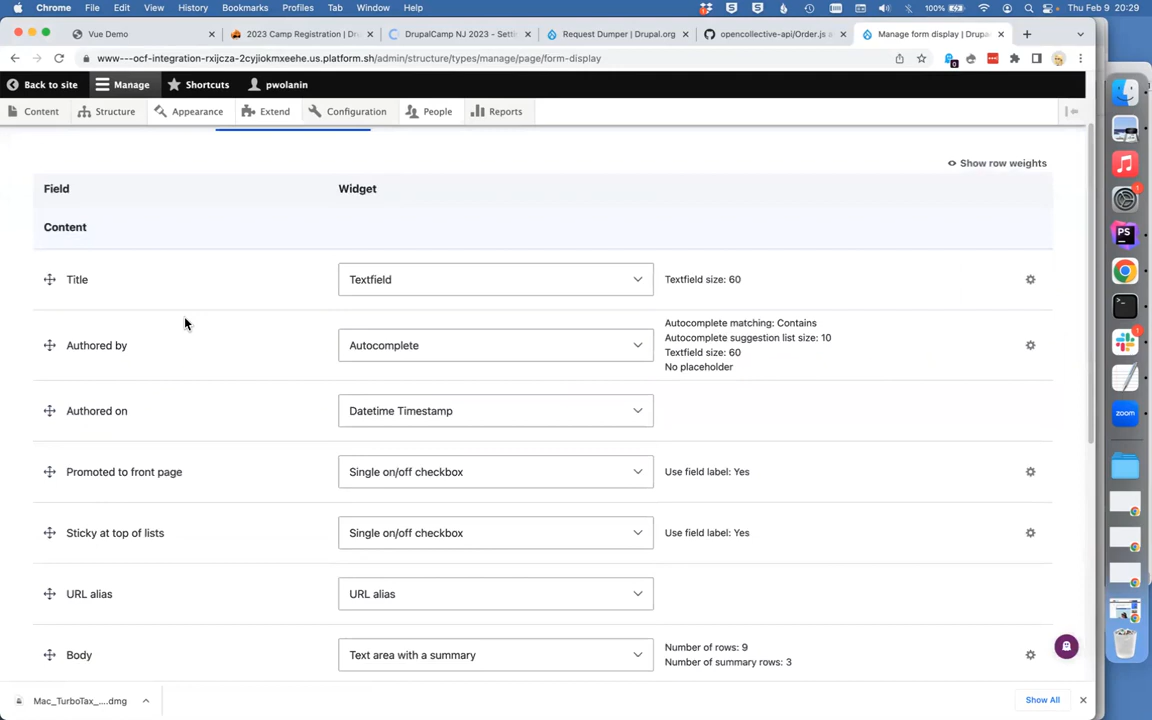 Chrome File Edit View History Bookmarks Profiles Tab Window Help 100% Thu Feb 9 20:29
Vue Demo
2023 Camp Registration | Dru
DrupalCamp NJ 2023 - Setti
Request Dumper | Drupal.org
opencollective-api/Order.js a
Manage form display | Drupa
www---ocf-integration-rxijcza-2cyjiokmxeehe.us.platform.sh/admin/structure/types/manage/page/form-display
Back to site Manage Shortcuts pwolanin
Content Structure Appearance Extend Configuration People Reports
Show row weights
Field Widget
Content
Title Textfield Textfield size: 60
Authored by Autocomplete
Autocomplete matching: Contains
Autocomplete suggestion list size: 10
Textfield size: 60
No placeholder
Authored on Datetime Timestamp
Promoted to front page Single on/off checkbox Use field label: Yes
Sticky at top of lists Single on/off checkbox Use field label: Yes
URL alias URL alias
Body Text area with a summary
Number of rows: 9
Number of summary rows: 3
Mac_TurboTax_....dmg Show All
PS
zoom